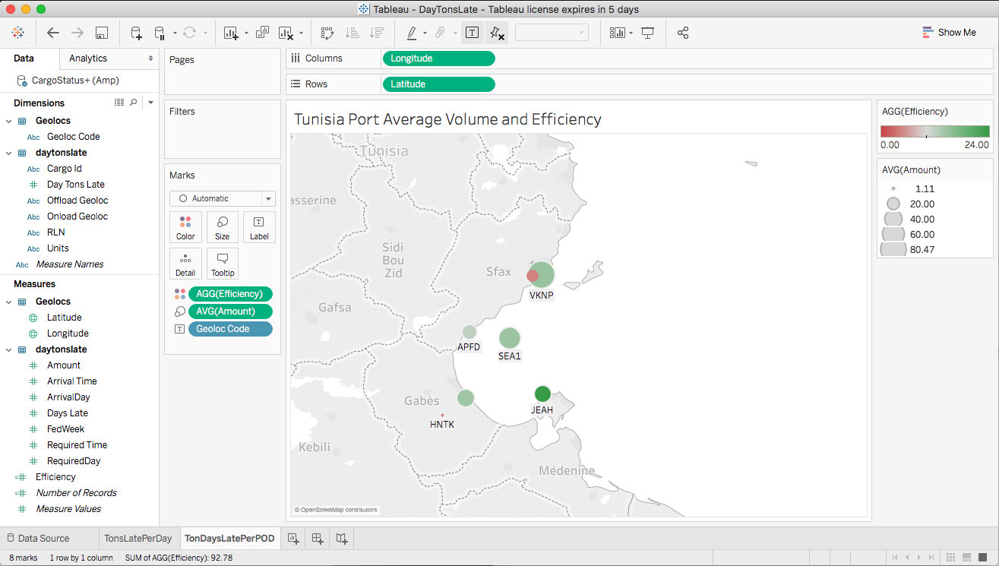 Tableau - DayTonsLate - Tableau license expires in 5 days
Show Me
Data
Analytics
CargoStatus+ (Amp)
Dimensions
Geolocs
Abc Geoloc Code
daytonslate
Abc Cargo Id
# Day Tons Late
Abc Offload Geoloc
Abc Onload Geoloc
Abc RLN
Abc Units
Abc Measure Names
Measures
Geolocs
Latitude
Longitude
daytonslate
# Amount
# Arrival Time
# ArrivalDay
# Days Late
# FedWeek
# Required Time
# RequiredDay
=# Efficiency
=# Number of Records
# Measure Values
Pages
Filters
Marks
Automatic
Color
Size
T
Label
Detail
Tooltip
AGG(Efficiency)
AVG(Amount)
T Geoloc Code
Columns
Longitude
Rows
Latitude
Tunisia Port Average Volume and Efficiency
Tunisia
asserine
Sidi
Bou
Zid
Sfax
VKNP
Gafsa
APFD
SEA1
Gabès
JEAH
HNTK
Kebili
Médenine
© OpenStreetMap contributors
AGG(Efficiency)
0.00
24.00
AVG(Amount)
1.11
20.00
40.00
60.00
80.47
Data Source
TonsLatePerDay
TonDaysLatePerPOD
8 marks
1 row by 1 column
SUM of AGG(Efficiency): 92.78